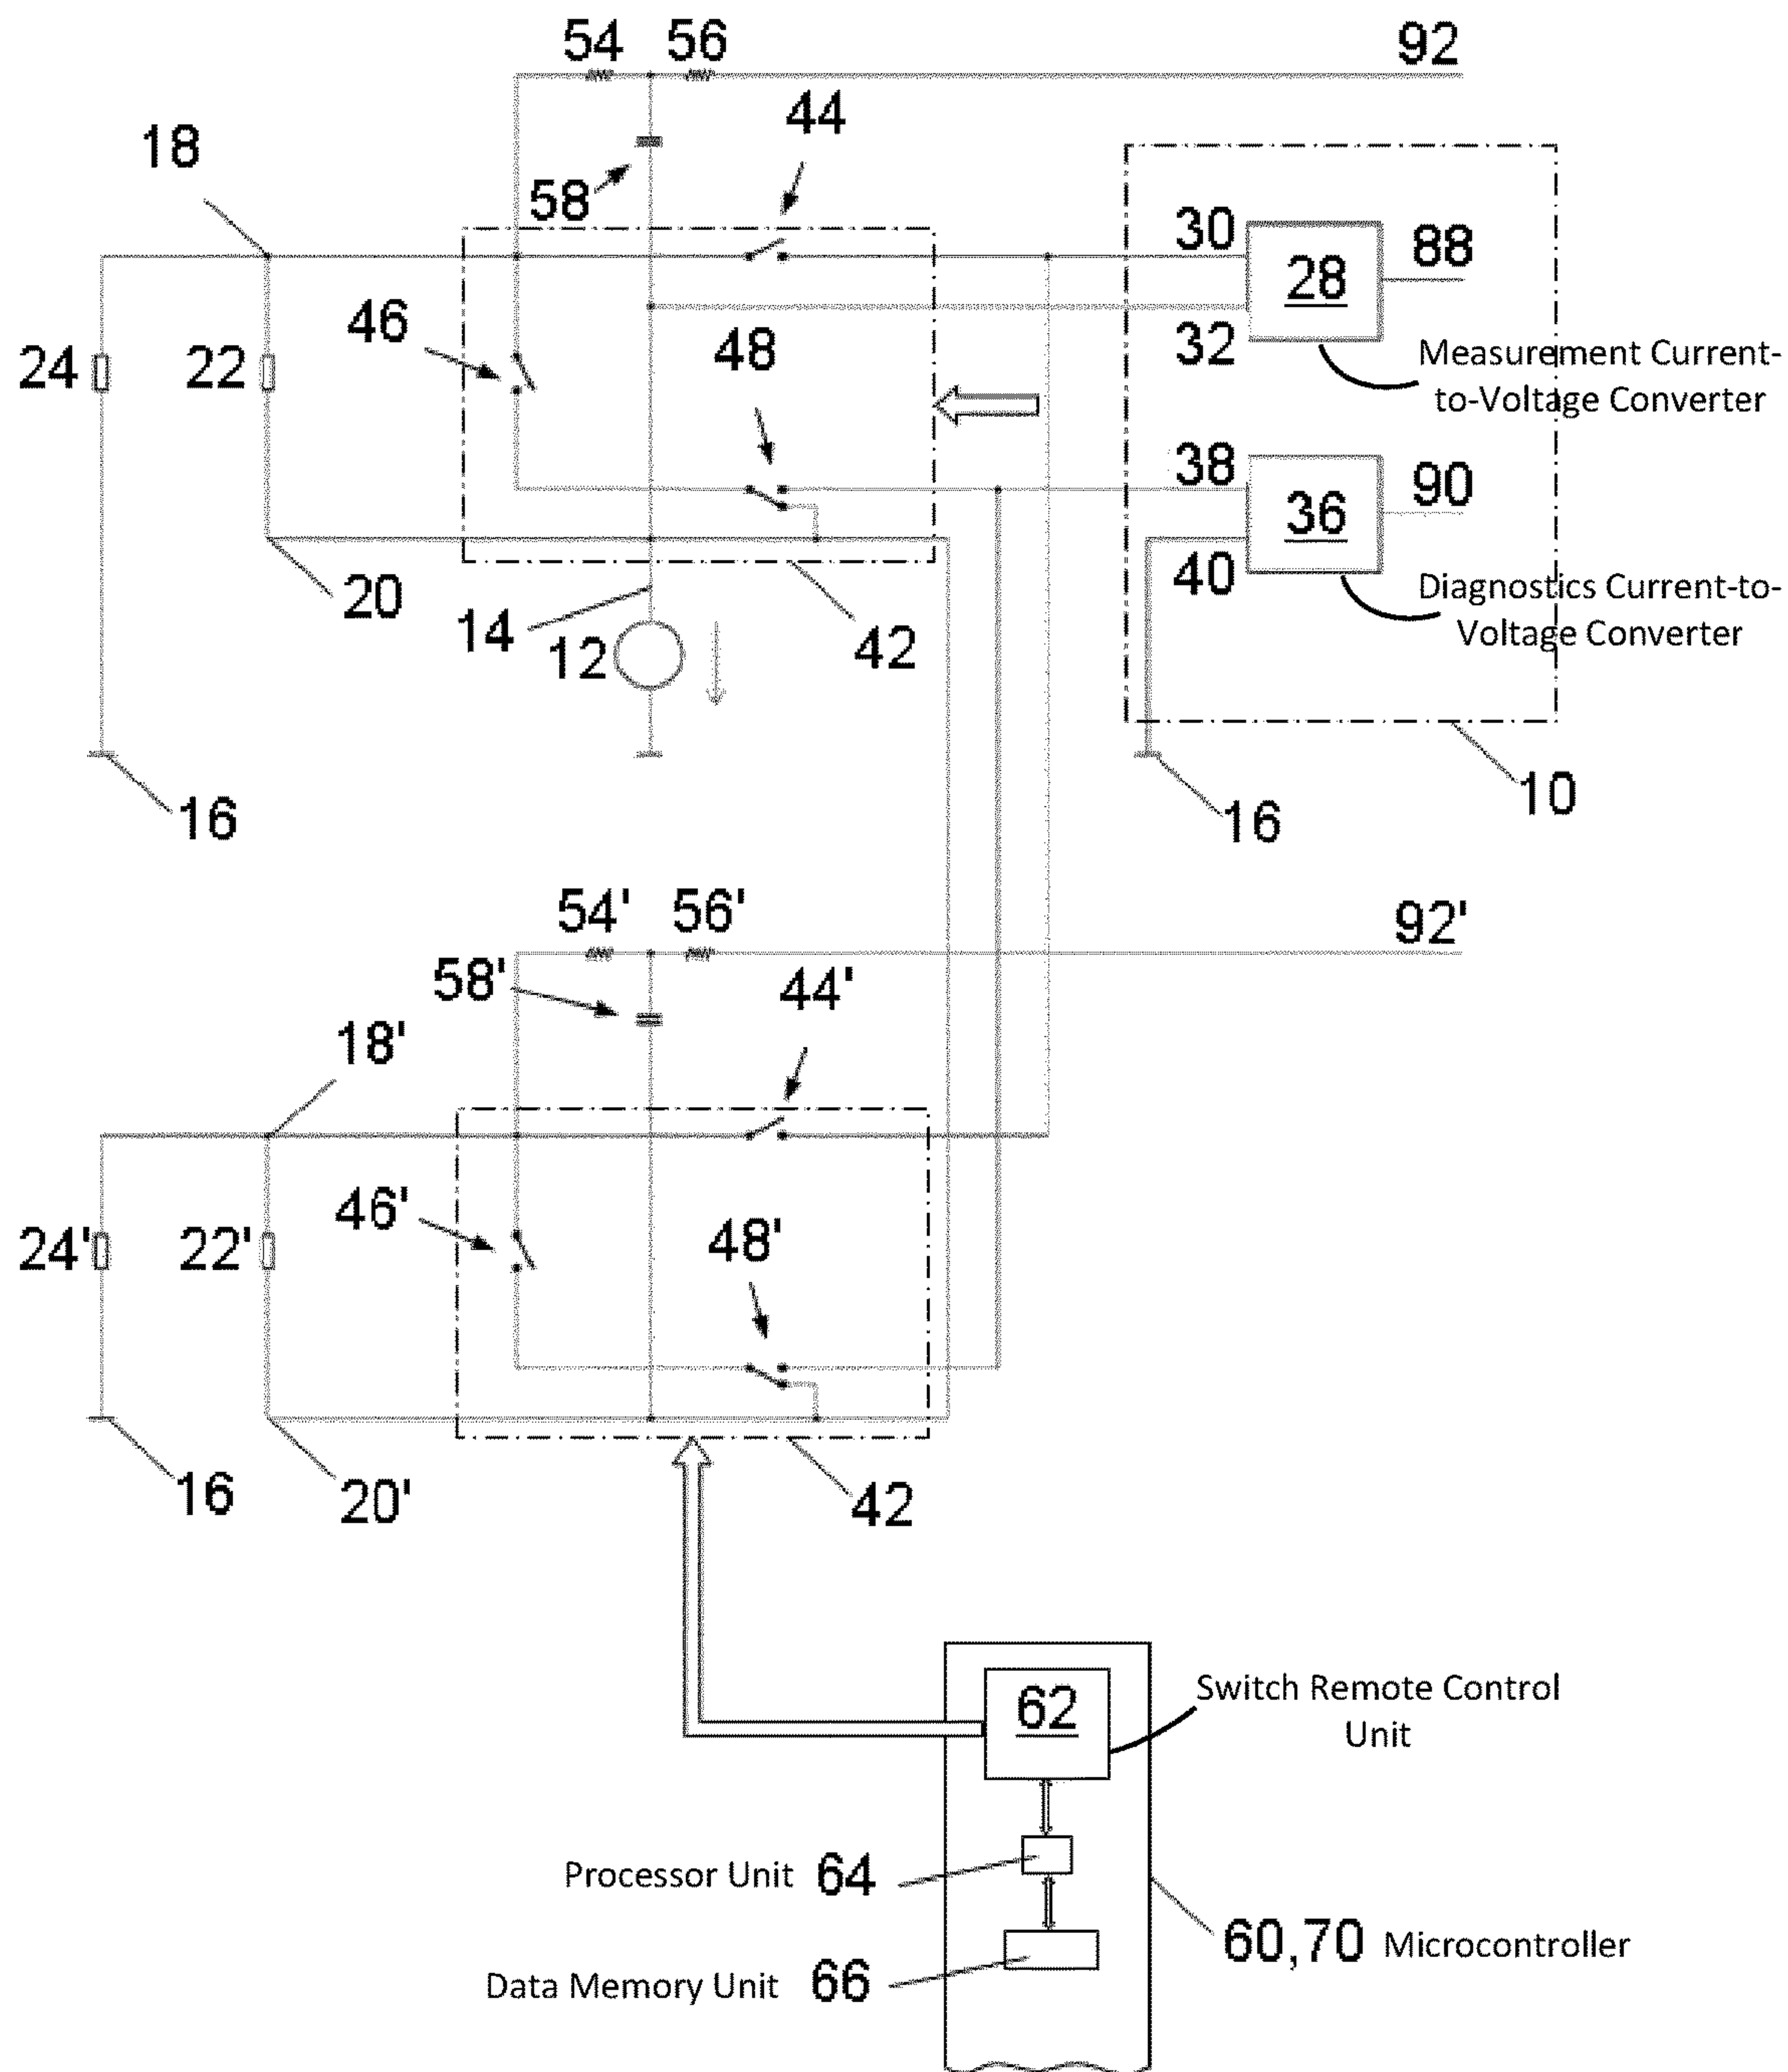 54 56 92
18 44
58
30 28 88
46 48 32
24 22 Measurement Current-
to-Voltage Converter
38 36 90
20 40 Diagnostics Current-to-
14 12 42 Voltage Converter
16 16 10
54' 56' 92'
58' 44'
18'
46' 48'
24' 22'
16 20' 42
62 Switch Remote Control
Unit
Processor Unit 64
60,70 Microcontroller
Data Memory Unit 66